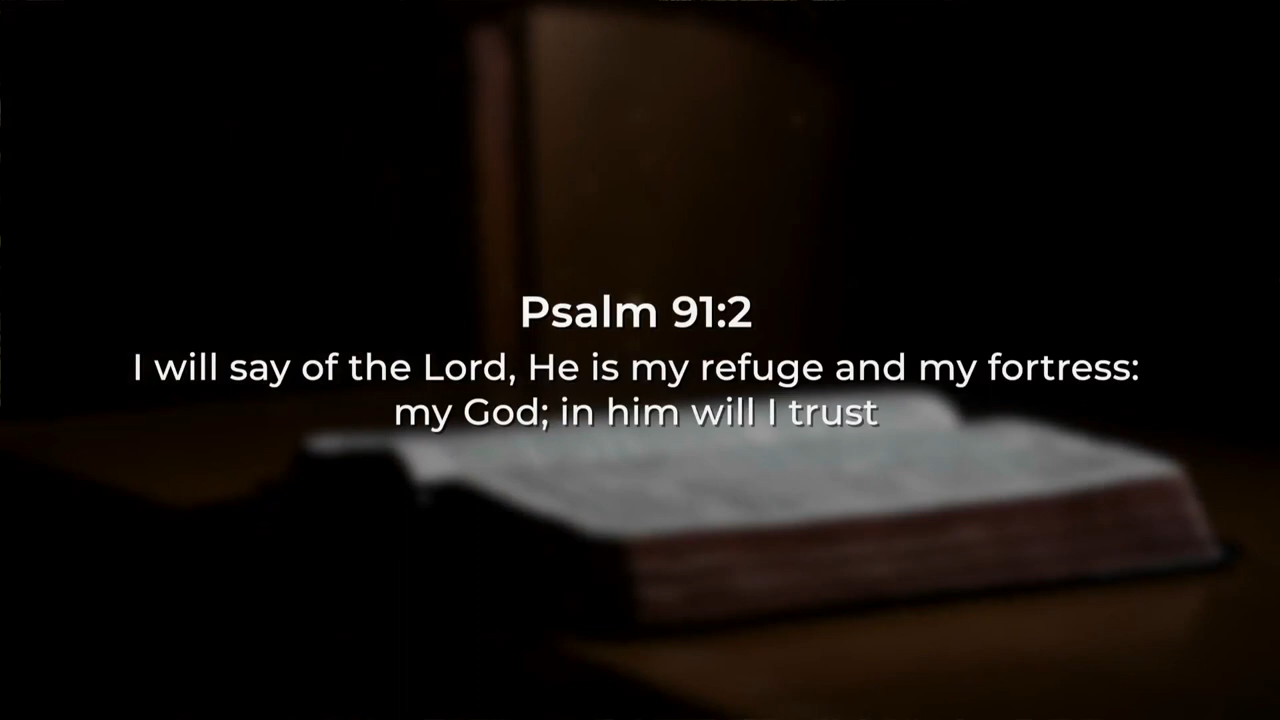 Psalm 91:2
I will say of the Lord, He is my refuge and my fortress:
my God; in him will I trust